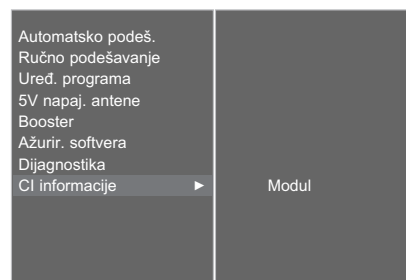 Automatsko podeš.
Ručno podešavanje
Uređ. programa
5V napaj. antene
Booster
Ažurir. softvera
Dijagnostika
CI informacije ►
Modul